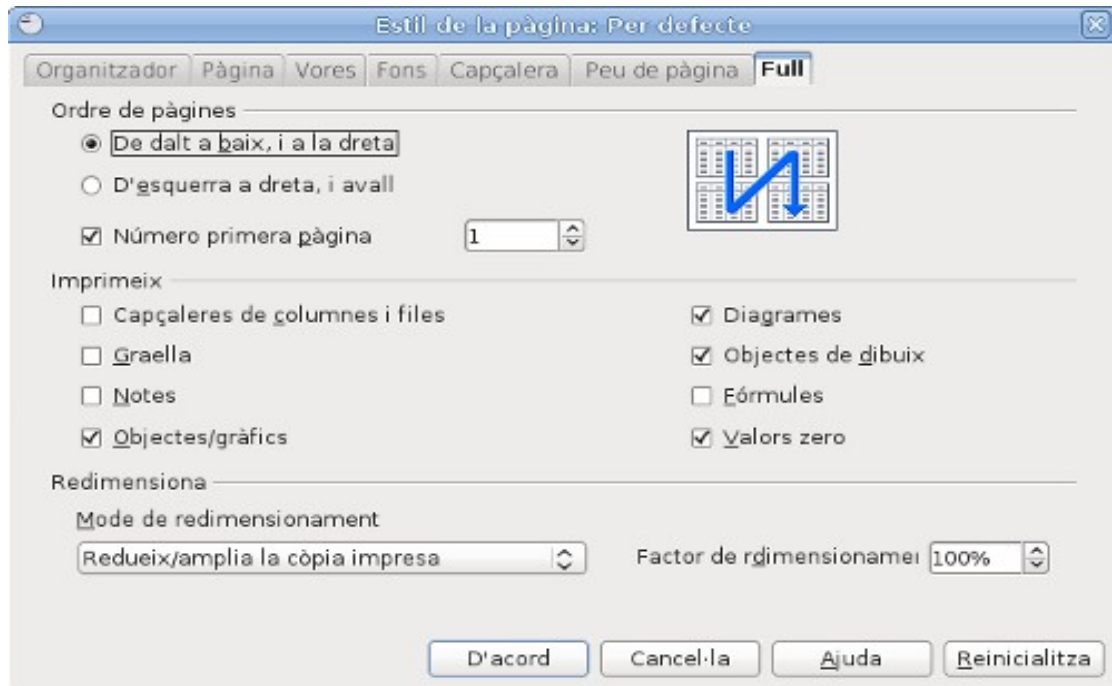 Estil de la pàgina: Per defecte
Organitzador Pàgina Vores Fons Capçalera Peu de pàgina Full
Ordre de pàgines
De dalt a baix, i a la dreta
D'esquerra a dreta, i avall
Número primera pàgina 1
Imprimeix
Capçaleres de columnes i files Diagrames
Graella Objectes de dibuix
Notes Fórmules
Objectes/gràfics Valors zero
Redimensiona
Mode de redimensionament
Redueix/amplia la còpia impresa Factor de rdimensionamei 100%
D'acord Cancel·la Ajuda Reinicialitza